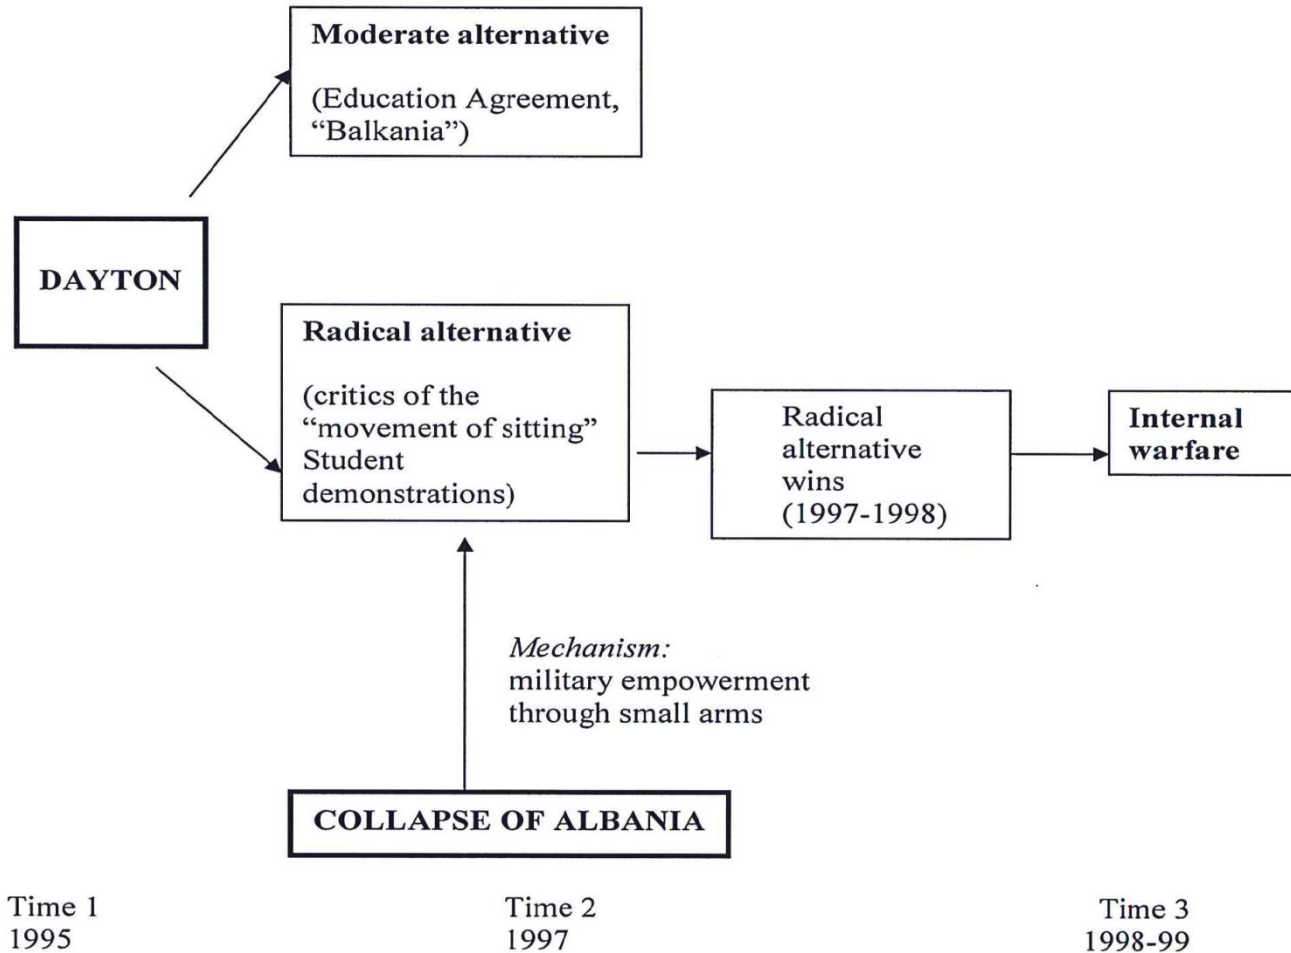 Moderate alternative
(Education Agreement,
“Balkania”)
DAYTON
Radical alternative
(critics of the
“movement of sitting”
Student
demonstrations)
Radical
alternative
wins
(1997-1998)
Internal
warfare
Mechanism:
military empowerment
through small arms
COLLAPSE OF ALBANIA
Time 1
1995
Time 2
1997
Time 3
1998-99